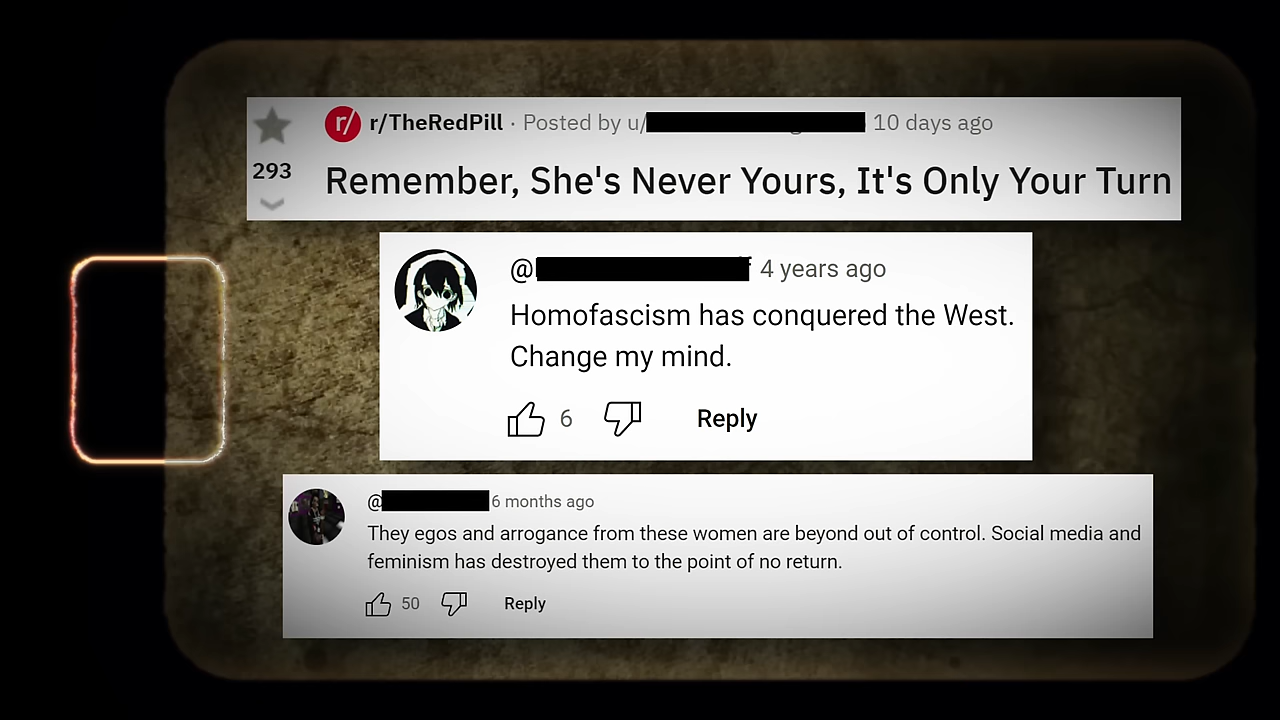 r/ r/TheRedPill · Posted by u/ 10 days ago
293
Remember, She's Never Yours, It's Only Your Turn
@ 4 years ago
Homofascism has conquered the West.
Change my mind.
6 Reply
@ 6 months ago
They egos and arrogance from these women are beyond out of control. Social media and
feminism has destroyed them to the point of no return.
50 Reply